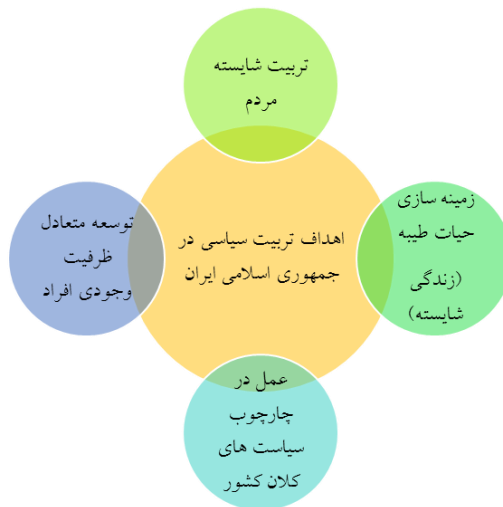 تربیت شایسته
مردم
زمینه سازی
حیات طیبه
(زندگی
شایسته)
اهداف تربیت سیاسی در
جمهوری اسلامی ایران
توسعه متعادل
ظرفیت
وجودی افراد
عمل در
چارچوب
سیاست های
کلان کشور